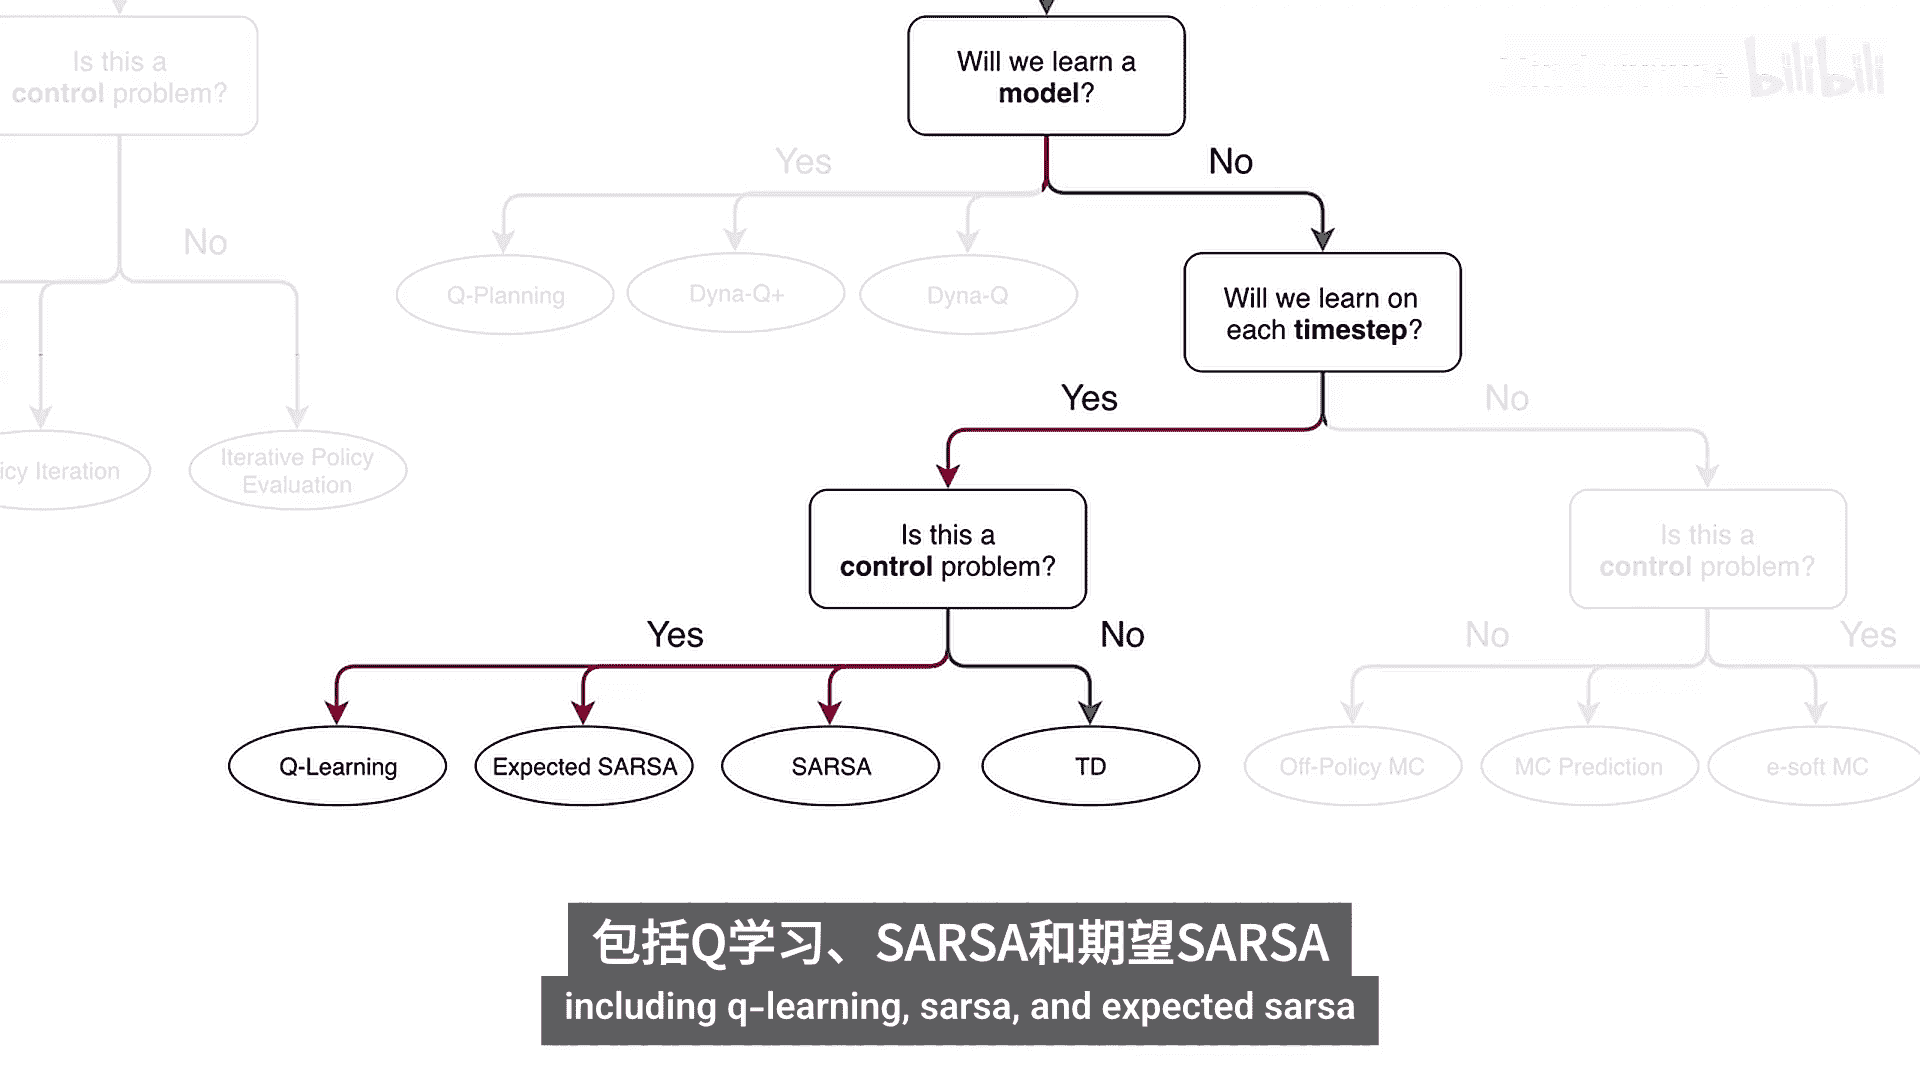 Is this a
control problem?
Will we learn a
model?
bilibili
Yes
No
No
Q-Planning
Dyna-Q+
Dyna-Q
Will we learn on
each timestep?
Yes
No
icy Iteration
Iterative Policy
Evaluation
Is this a
control problem?
Is this a
control problem?
Yes
No
No
Yes
Q-Learning
Expected SARSA
SARSA
TD
Off-Policy MC
MC Prediction
e-soft MC
包括Q学习、SARSA和期望SARSA
including q-learning, sarsa, and expected sarsa